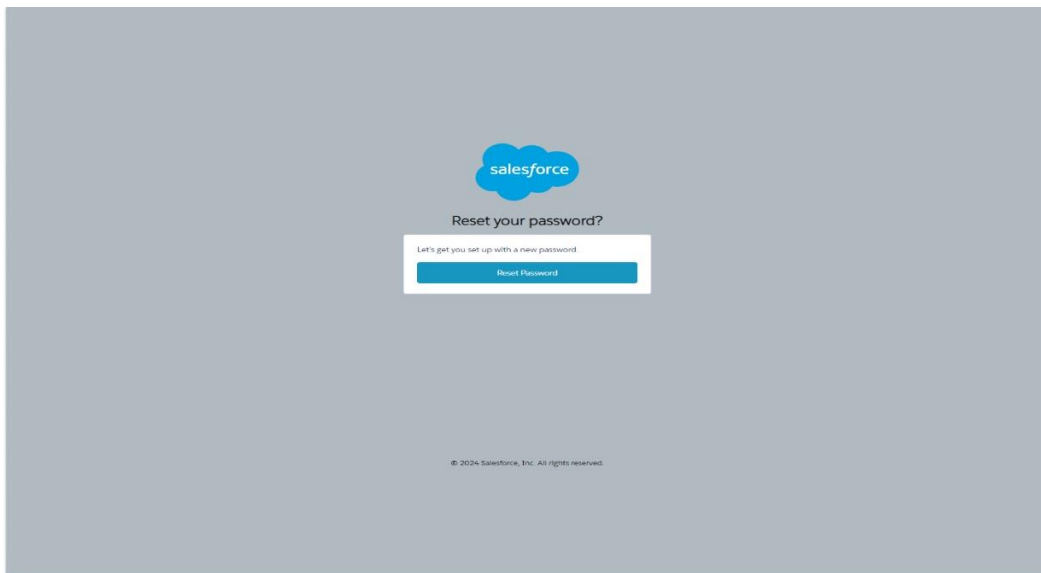 salesforce
Reset your password?
Let's get you set up with a new password.
Reset Password
© 2024 Salesforce, Inc. All rights reserved.